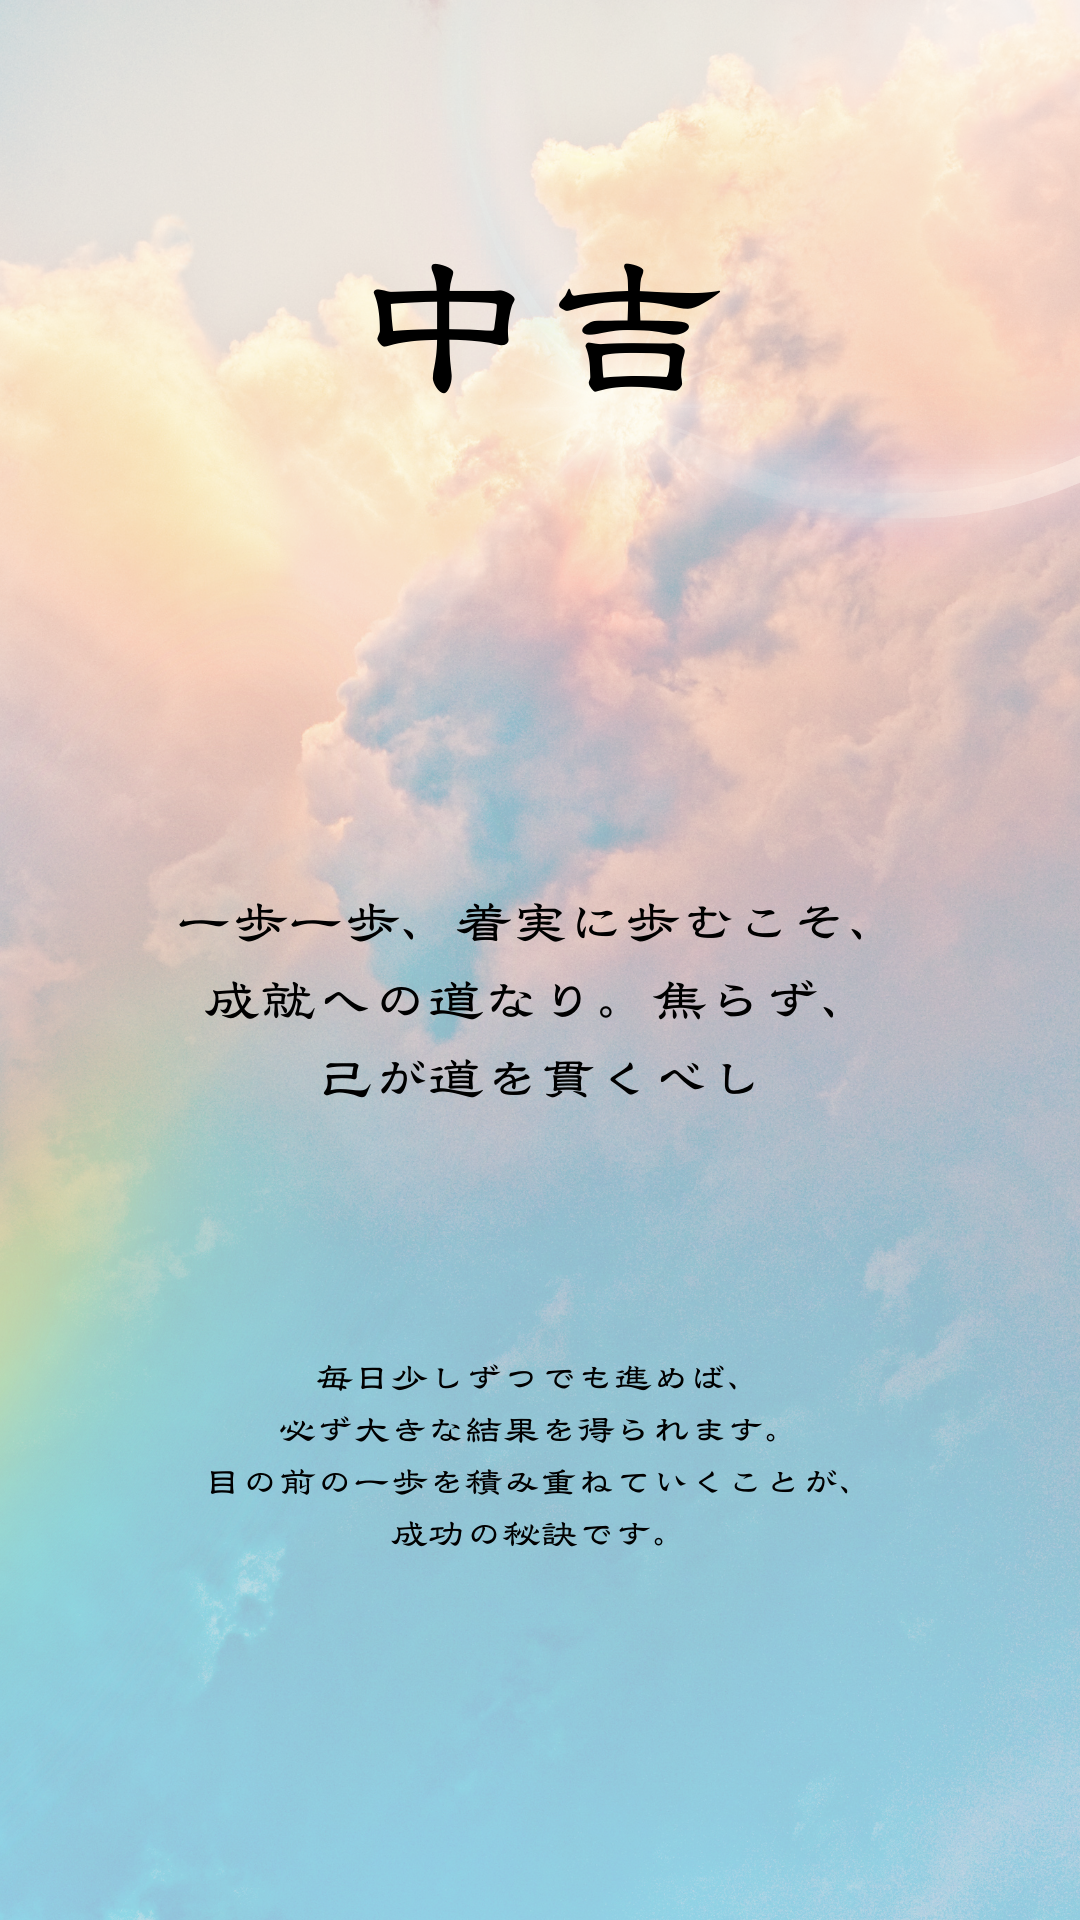 中吉
一歩一歩、着実に歩むこそ、
成就への道なり。焦らず、
己が道を貫くべし
毎日少しずつでも進めば、
必ず大きな結果を得られます。
目の前の一歩を積み重ねていくことが、
成功の秘訣です。